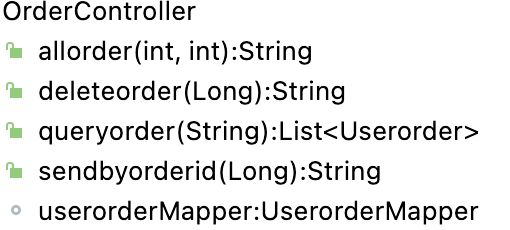 OrderController
allorder(int, int):String
deleteorder(Long):String
queryorder(String):List<Userorder>
sendbyorderid(Long):String
userorderMapper:UserorderMapper